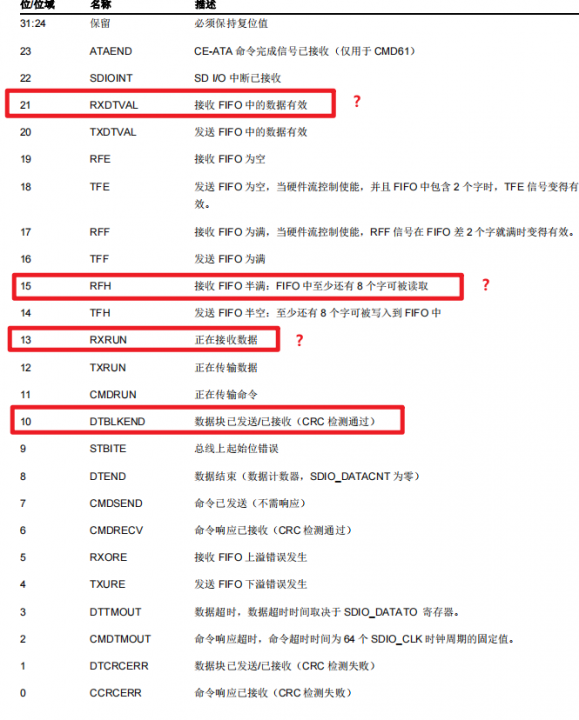 位/位域 名称 描述
31:24 保留 必须保持复位值
23 ATAEND CE-ATA 命令完成信号已接收（仅用于 CMD61）
22 SDIOINT SD I/O 中断已接收
21 RXDTVAL 接收 FIFO 中的数据有效 ?
20 TXDTVAL 发送 FIFO 中的数据有效
19 RFE 接收 FIFO 为空
18 TFE 发送 FIFO 为空，当硬件流控制使能，并且 FIFO 中包含 2 个字时，TFE 信号变得有
效。
17 RFF 接收 FIFO 为满，当硬件流控制使能，RFF 信号在 FIFO 差 2 个字就满时变得有效。
16 TFF 发送 FIFO 为满
15 RFH 接收 FIFO 半满：FIFO 中至少还有 8 个字可被读取 ?
14 TFH 发送 FIFO 半空：至少还有 8 个字可被写入到 FIFO 中
13 RXRUN 正在接收数据 ?
12 TXRUN 正在传输数据
11 CMDRUN 正在传输命令
10 DTBLKEND 数据块已发送/已接收（CRC 检测通过）
9 STBITE 总线上起始位错误
8 DTEND 数据结束（数据计数器，SDIO_DATACNT 为零）
7 CMDSEND 命令已发送（不需响应）
6 CMDRECV 命令响应已接收（CRC 检测通过）
5 RXORE 接收 FIFO 上溢错误发生
4 TXURE 发送 FIFO 下溢错误发生
3 DTTMOUT 数据超时，数据超时时间取决于 SDIO_DATATO 寄存器。
2 CMDTMOUT 命令响应超时，命令超时时间为 64 个 SDIO_CLK 时钟周期的固定值。
1 DTCRCERR 数据块已发送/已接收（CRC 检测失败）
0 CCRCERR 命令响应已接收（CRC 检测失败）